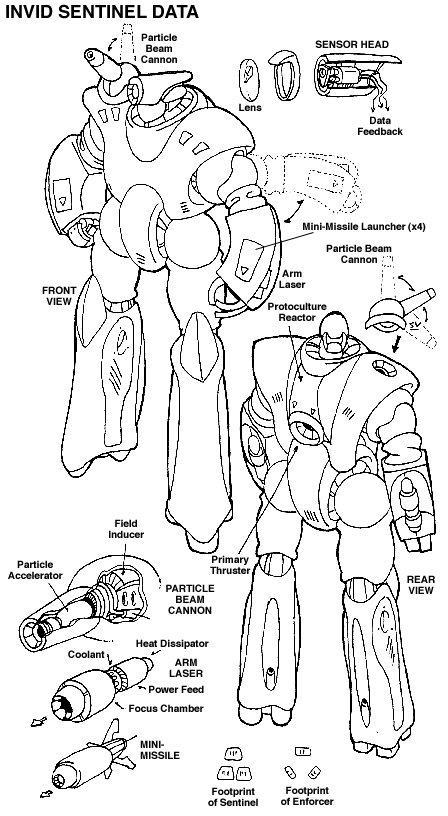 INVID SENTINEL DATA
Particle
Beam
Cannon
SENSOR HEAD
Lens
Data
Feedback
Mini-Missile Launcher (x4)
Particle Beam
Cannon
Arm
Laser
FRONT
VIEW
Protoculture
Reactor
Field
Inducer
Particle
Accelerator
PARTICLE
BEAM
CANNON
Primary
Thruster
REAR
VIEW
Heat Dissipator
Coolant
ARM
LASER
Power Feed
Focus Chamber
MINI-
MISSILE
Footprint
of Sentinel
Footprint
of Enforcer